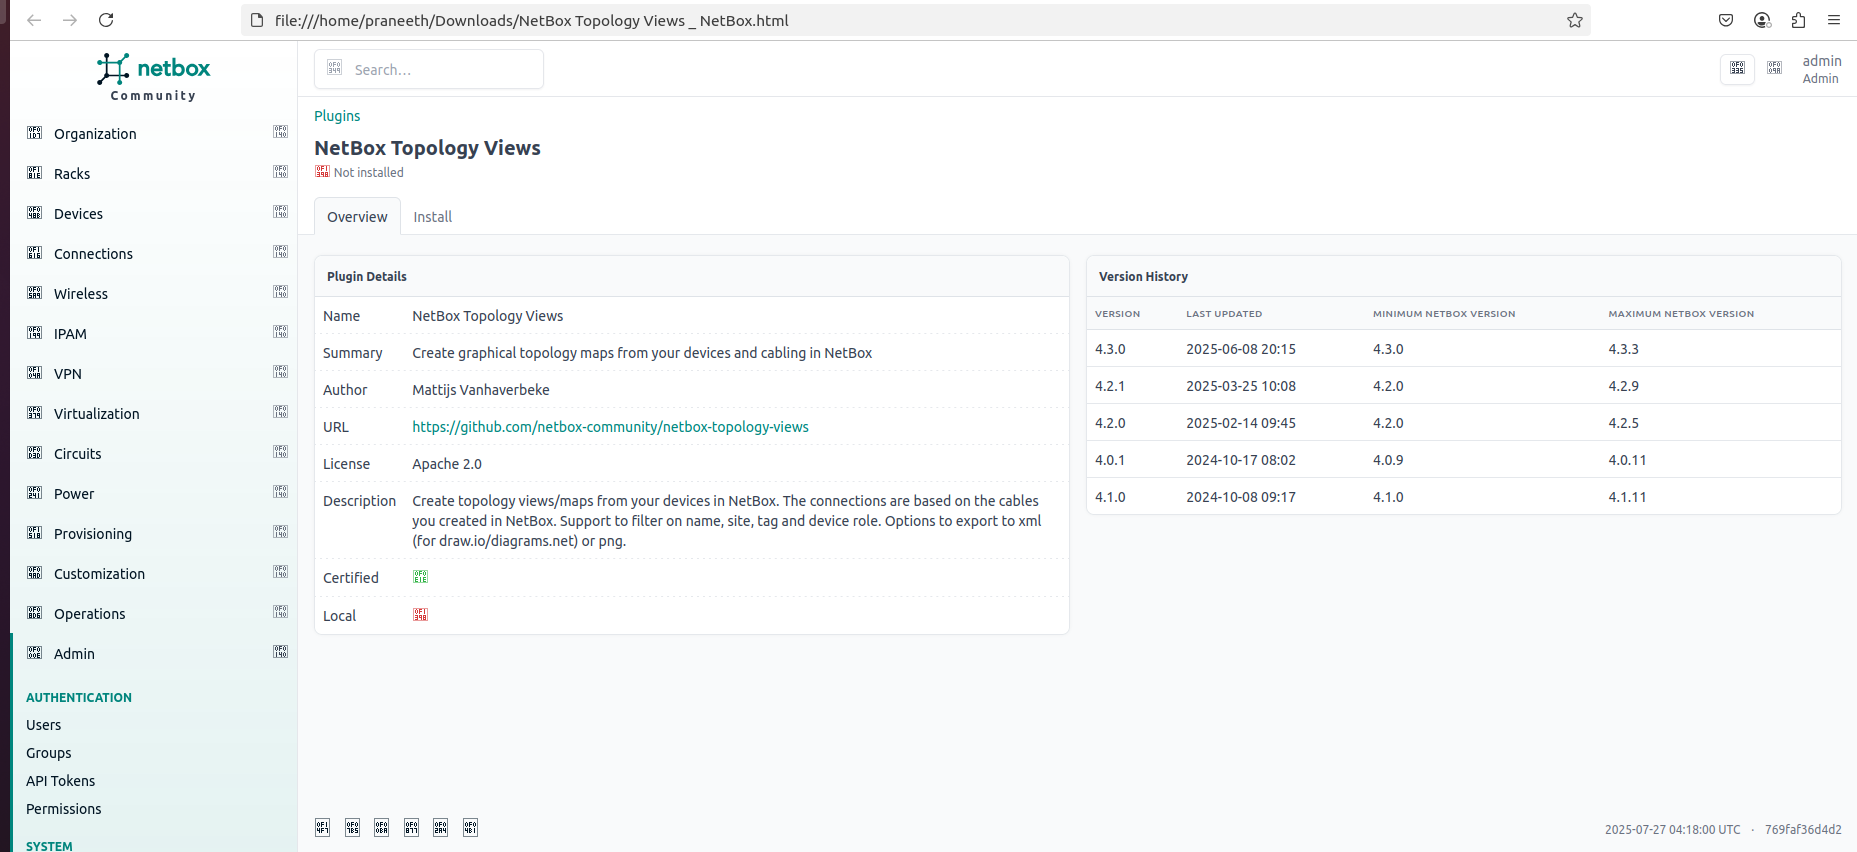 file:///home/praneeth/Downloads/NetBox Topology Views _ NetBox.html
netbox
Community
Search...
admin
Admin
Organization
Racks
Devices
Connections
Wireless
IPAM
VPN
Virtualization
Circuits
Power
Provisioning
Customization
Operations
Admin
AUTHENTICATION
Users
Groups
API Tokens
Permissions
SYSTEM
Plugins
NetBox Topology Views
Not installed
Overview Install
Plugin Details
Name NetBox Topology Views
Summary Create graphical topology maps from your devices and cabling in NetBox
Author Mattijs Vanhaverbeke
URL https://github.com/netbox-community/netbox-topology-views
License Apache 2.0
Description Create topology views/maps from your devices in NetBox. The connections are based on the cables
you created in NetBox. Support to filter on name, site, tag and device role. Options to export to xml
(for draw.io/diagrams.net) or png.
Certified
Local
Version History
VERSION LAST UPDATED MINIMUM NETBOX VERSION MAXIMUM NETBOX VERSION
4.3.0 2025-06-08 20:15 4.3.0 4.3.3
4.2.1 2025-03-25 10:08 4.2.0 4.2.9
4.2.0 2025-02-14 09:45 4.2.0 4.2.5
4.0.1 2024-10-17 08:02 4.0.9 4.0.11
4.1.0 2024-10-08 09:17 4.1.0 4.1.11
2025-07-27 04:18:00 UTC · 769faf36d4d2